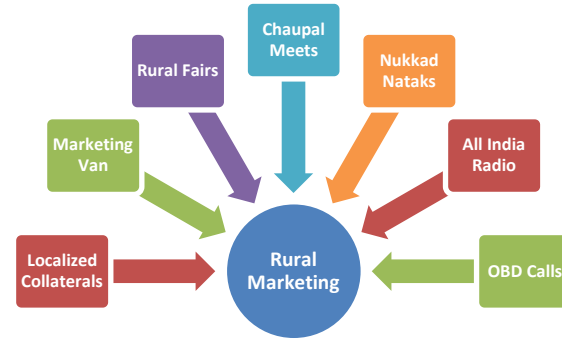 Chaupal
Meets
Rural Fairs
Nukkad
Nataks
Marketing
Van
All India
Radio
Localized
Collaterals
Rural
Marketing
OBD Calls